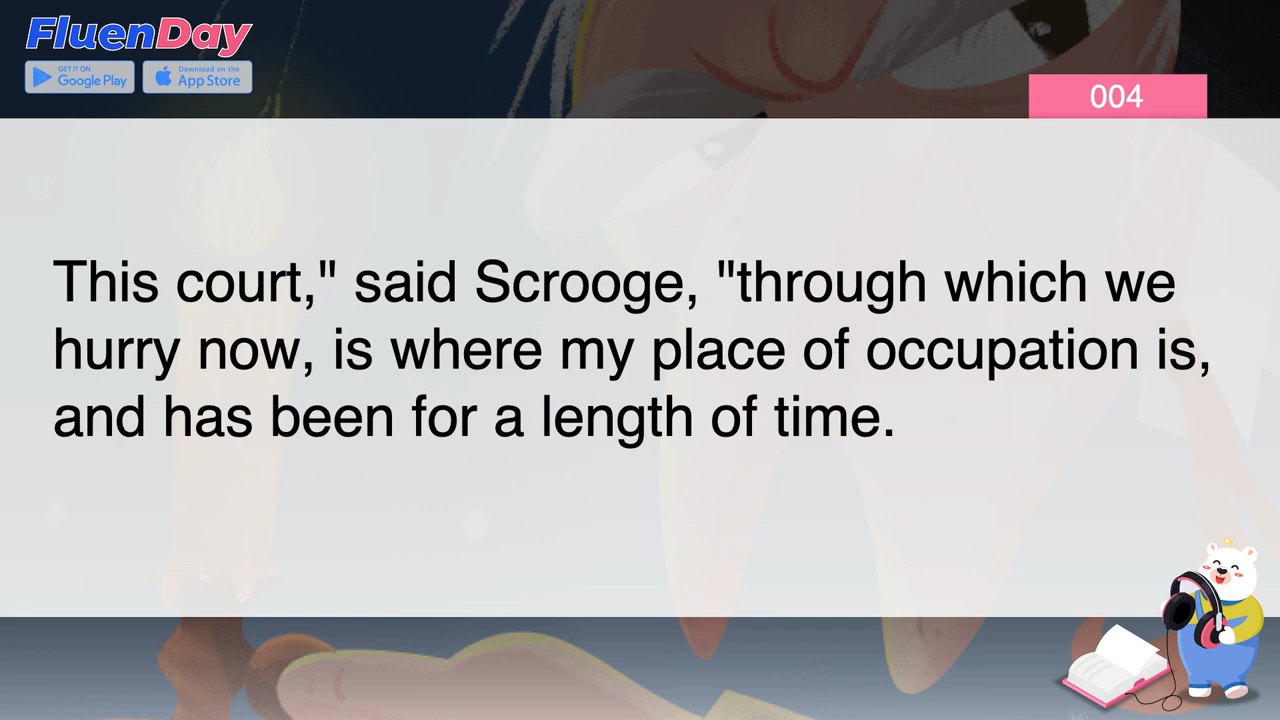 FluenDay
GET IT ON
Google Play
Download on the
App Store
004
This court," said Scrooge, "through which we
hurry now, is where my place of occupation is,
and has been for a length of time.